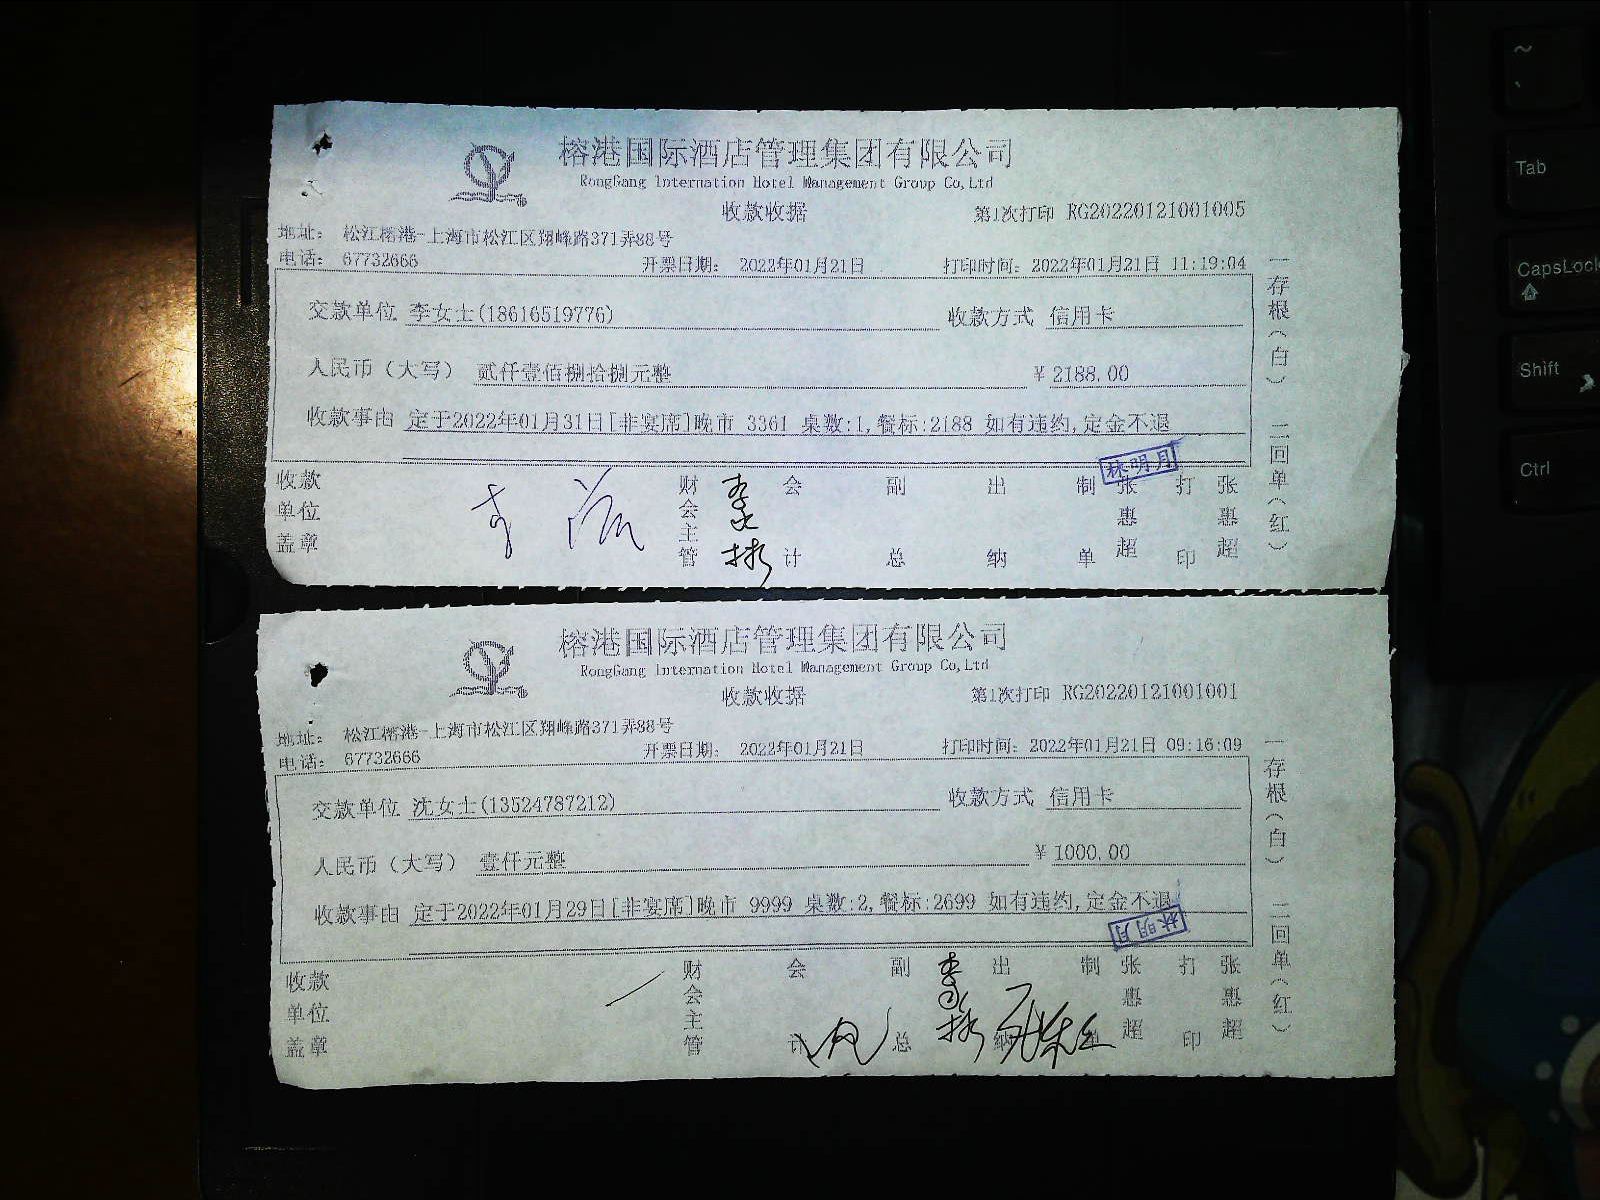 榕港国际酒店管理集团有限公司
RongGang Internation Hotel Management Group Co,Ltd
收款收据 第1次打印 RG20220121001005
地址: 松江榕港-上海市松江区翔峰路371弄88号
电话: 67732666 开票日期: 2022年01月21日 打印时间: 2022年01月21日 11:19:04
交款单位 李女士(18616519776) 收款方式 信用卡
人民币(大写) 贰仟壹佰捌拾捌元整 ¥2188.00
收款事由 定于2022年01月31日[非宴席]晚市 3361 桌数:1,餐标:2188 如有违约,定金不退
林明月
收款单位盖章 财会主管 会计 副总 出纳 制单 张惠超 打印 张惠超
一存根(白) 二回单(红)
榕港国际酒店管理集团有限公司
RongGang Internation Hotel Management Group Co,Ltd
收款收据 第1次打印 RG20220121001001
地址: 松江榕港-上海市松江区翔峰路371弄88号
电话: 67732666 开票日期: 2022年01月21日 打印时间: 2022年01月21日 09:16:09
交款单位 沈女士(13524787212) 收款方式 信用卡
人民币(大写) 壹仟元整 ¥1000.00
收款事由 定于2022年01月29日[非宴席]晚市 9999 桌数:2,餐标:2699 如有违约,定金不退
林明月
收款单位盖章 财会主管 会计 副总 出纳 制单 张惠超 打印 张惠超
一存根(白) 二回单(红)
~
Tab
CapsLock
Shift
Ctrl